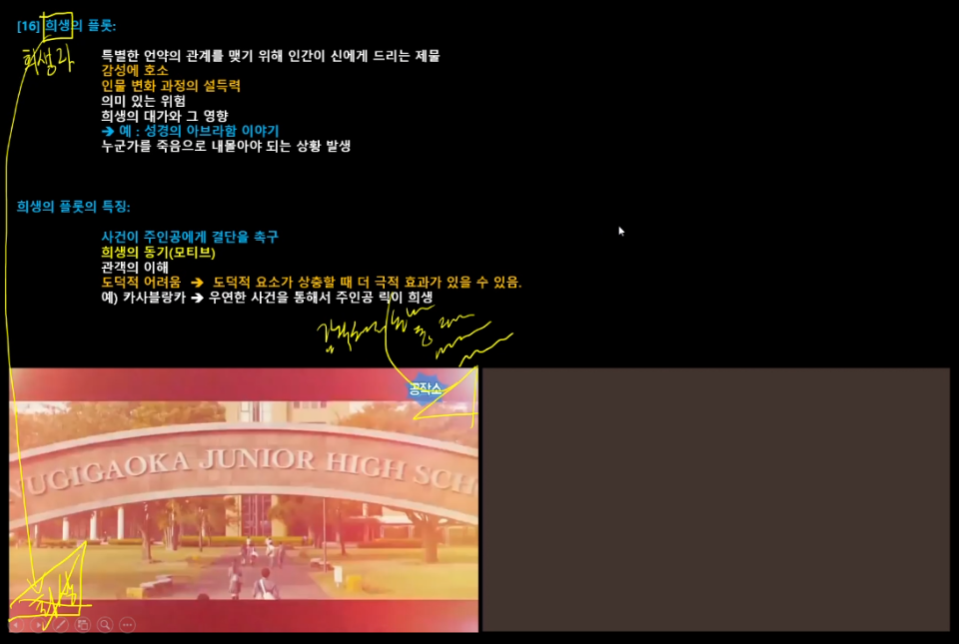 [16] 희생의 플롯:
희생과
특별한 언약의 관계를 맺기 위해 인간이 신에게 드리는 제물
감성에 호소
인물 변화 과정의 설득력
의미 있는 위험
희생의 대가와 그 영향
➔ 예 : 성경의 아브라함 이야기
누군가를 죽음으로 내몰아야 되는 상황 발생
희생의 플롯의 특징:
사건이 주인공에게 결단을 촉구
희생의 동기(모티브)
관객의 이해
도덕적 어려움 ➔ 도덕적 요소가 상충할 때 더 극적 효과가 있을 수 있음.
예) 카사블랑카 ➔ 우연한 사건을 통해서 주인공 릭이 희생
공작소
NUGIGAOKA JUNIOR HIGH SCH